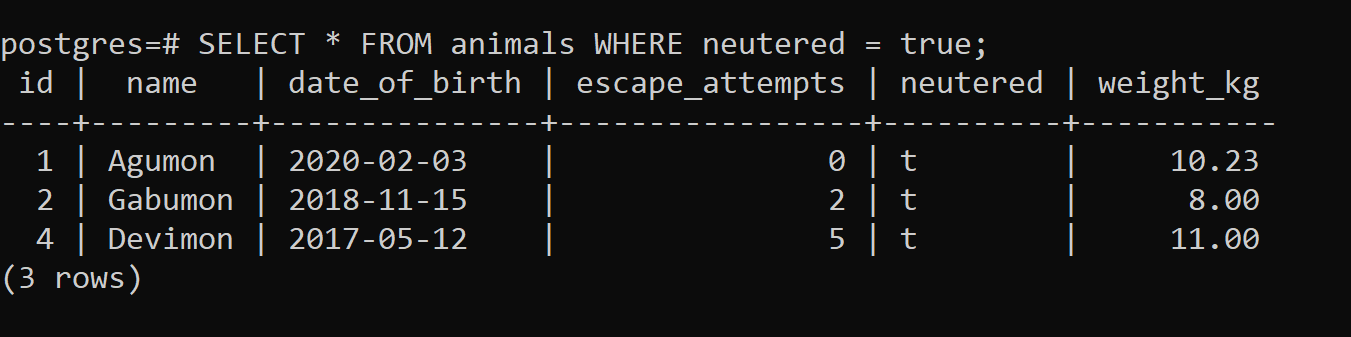 postgres=# SELECT * FROM animals WHERE neutered = true;
 id |  name   | date_of_birth | escape_attempts | neutered | weight_kg
----+---------+---------------+-----------------+----------+-----------
  1 | Agumon  | 2020-02-03    |               0 | t        |     10.23
  2 | Gabumon | 2018-11-15    |               2 | t        |      8.00
  4 | Devimon | 2017-05-12    |               5 | t        |     11.00
(3 rows)